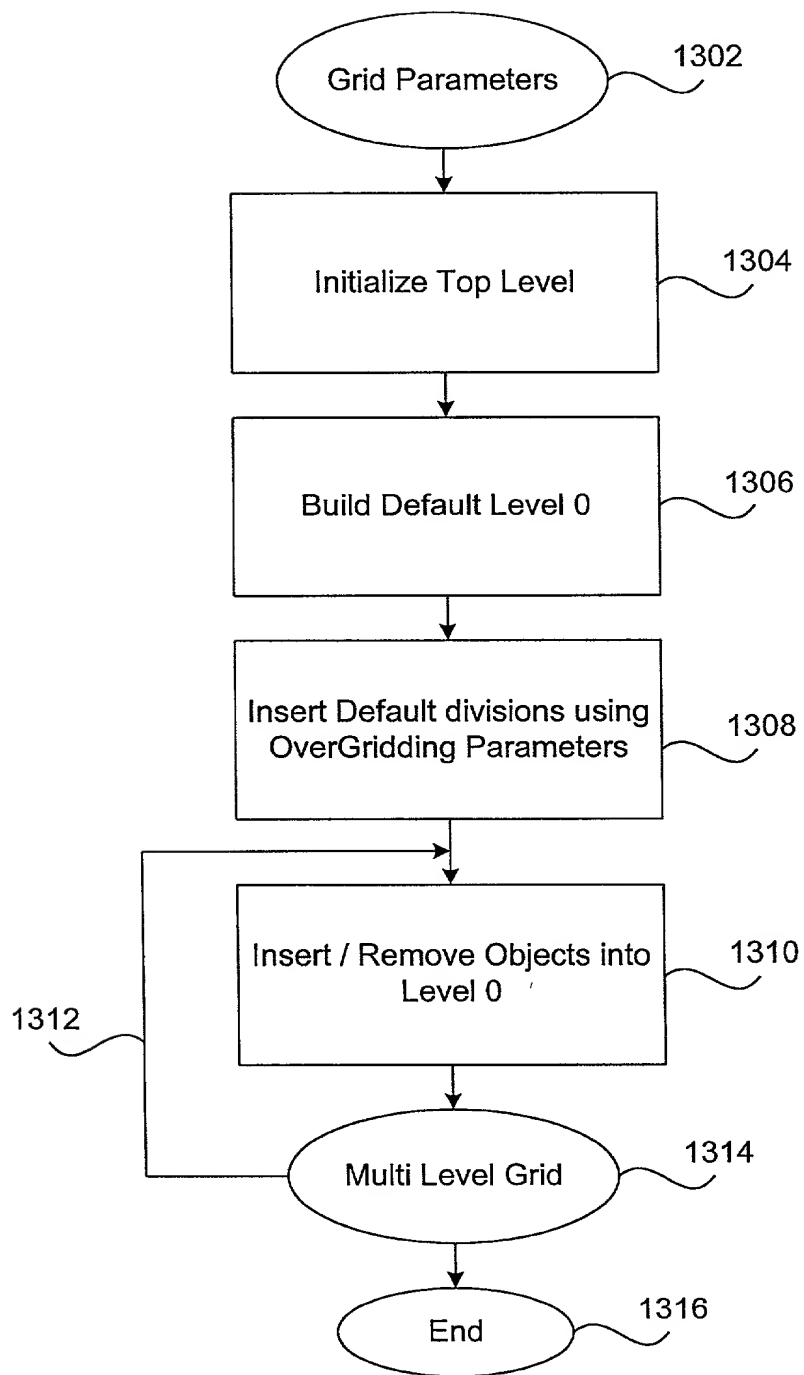 Grid Parameters
1302
Initialize Top Level
1304
Build Default Level 0
1306
Insert Default divisions using
OverGridding Parameters
1308
Insert / Remove Objects into
Level 0
1310
1312
Multi Level Grid
1314
End
1316